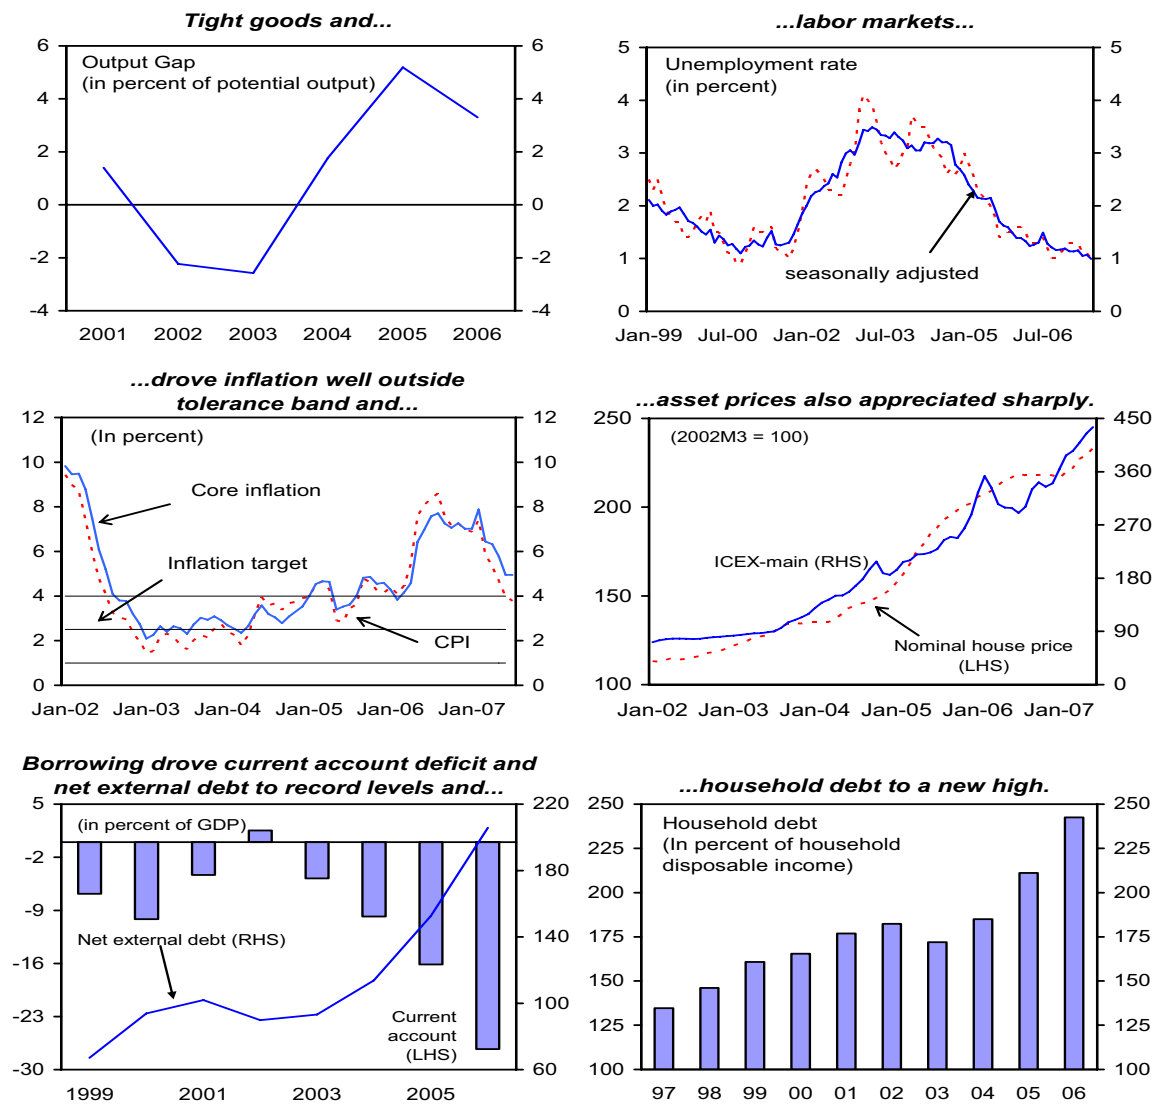 Tight goods and...
6
4
2
0
-2
-4
Output Gap
(in percent of potential output)
6
4
2
0
-2
-4
2001 2002 2003 2004 2005 2006
...labor markets...
5
4
3
2
1
0
Unemployment rate
(in percent)
seasonally adjusted
5
4
3
2
1
0
Jan-99 Jul-00 Jan-02 Jul-03 Jan-05 Jul-06
...drove inflation well outside
tolerance band and...
12
10
8
6
4
2
0
(In percent)
Core inflation
Inflation target
CPI
12
10
8
6
4
2
0
Jan-02 Jan-03 Jan-04 Jan-05 Jan-06 Jan-07
...asset prices also appreciated sharply.
250
200
150
100
(2002M3 = 100)
ICEX-main (RHS)
Nominal house price
(LHS)
450
360
270
180
90
0
Jan-02 Jan-03 Jan-04 Jan-05 Jan-06 Jan-07
Borrowing drove current account deficit and
net external debt to record levels and...
5
-2
-9
-16
-23
-30
(in percent of GDP)
Net external debt (RHS)
Current
account
(LHS)
220
180
140
100
60
1999 2001 2003 2005
...household debt to a new high.
250
225
200
175
150
125
100
Household debt
(In percent of household
disposable income)
250
225
200
175
150
125
100
97 98 99 00 01 02 03 04 05 06